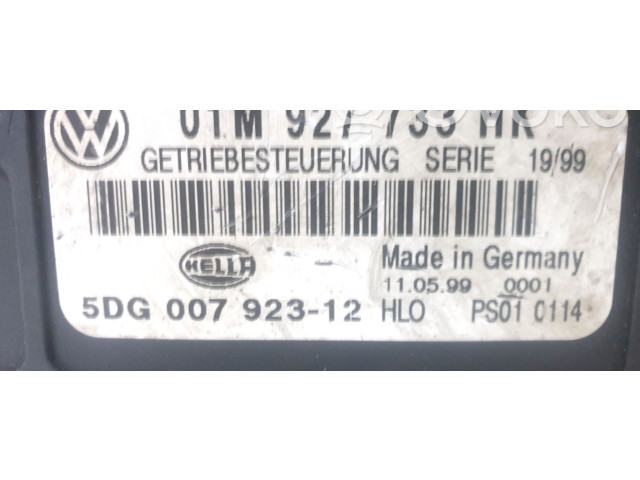 01M 927 733
GETRIEBESTEUERUNG SERIE 19/99
HELLA Made in Germany
11.05.99 0001
5DG 007 923-12 HLO PS01 0114